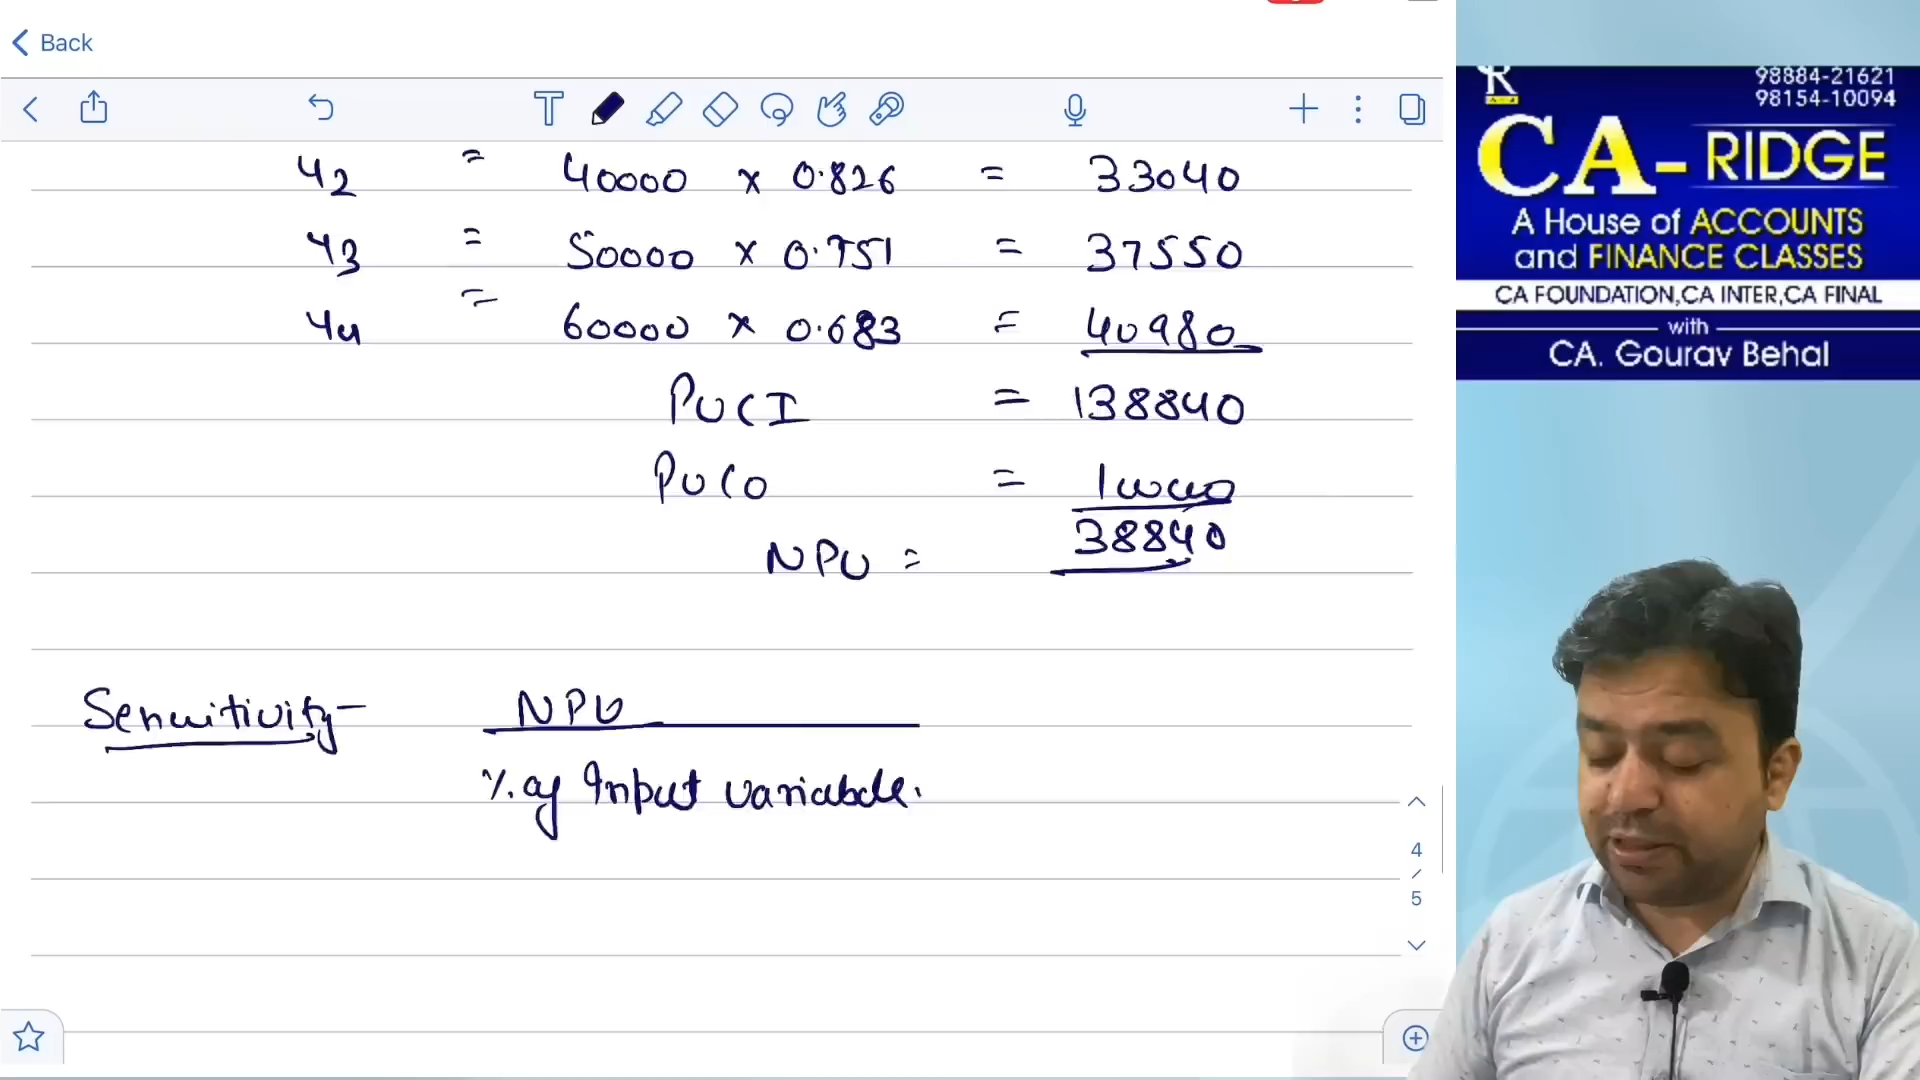 Back
T
Y2 = 40000 x 0.826 = 33040
Y3 = 50000 x 0.751 = 37550
Y4 = 60000 x 0.683 = 40980
PVCI = 138840
PVCO = 100000
NPV = 38840
Sensitivity - NPV
%. of Input variable.
4
5
R
98884-21621
98154-10094
CA-RIDGE
A House of ACCOUNTS
and FINANCE CLASSES
CA FOUNDATION,CA INTER,CA FINAL
with
CA. Gourav Behal